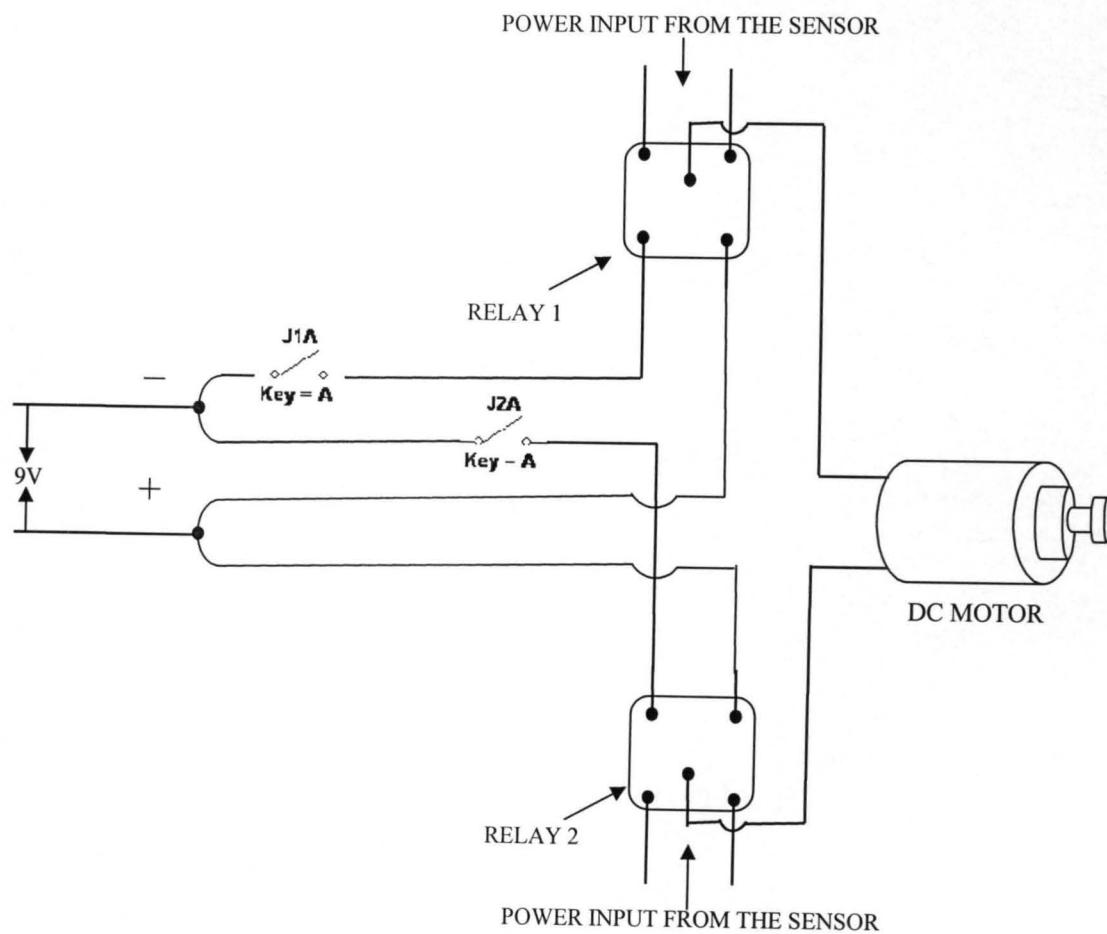 POWER INPUT FROM THE SENSOR
RELAY 1
J1A
−
Key = A
J2A
9V
+
Key – A
DC MOTOR
RELAY 2
POWER INPUT FROM THE SENSOR